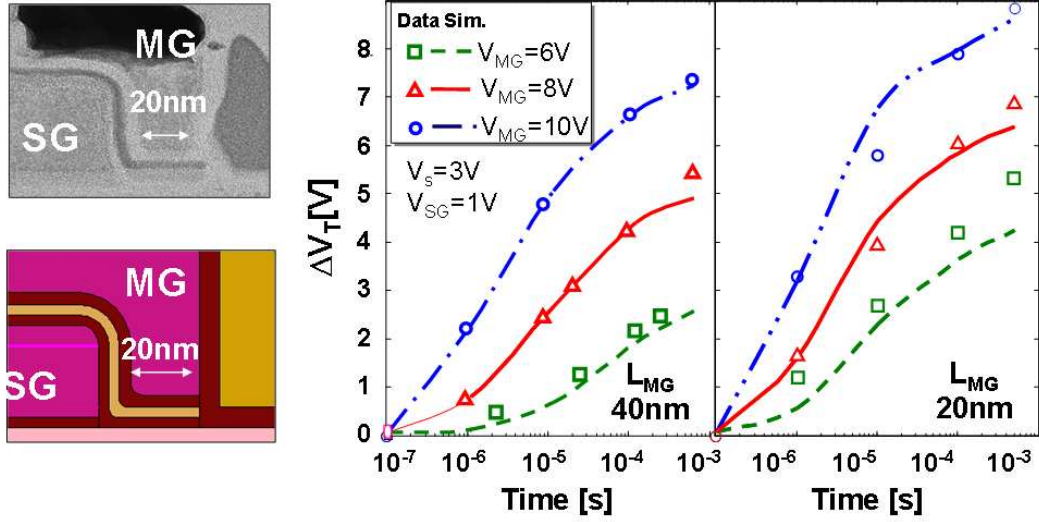 MG
20nm
SG
MG
20nm
SG
Data Sim.
V_MG=6V
V_MG=8V
V_MG=10V
V_s=3V
V_SG=1V
ΔV_T[V]
8
7
6
5
4
3
2
1
0
L_MG
40nm
L_MG
20nm
10^-7 10^-6 10^-5 10^-4 10^-3
10^-6 10^-5 10^-4 10^-3
Time [s]
Time [s]